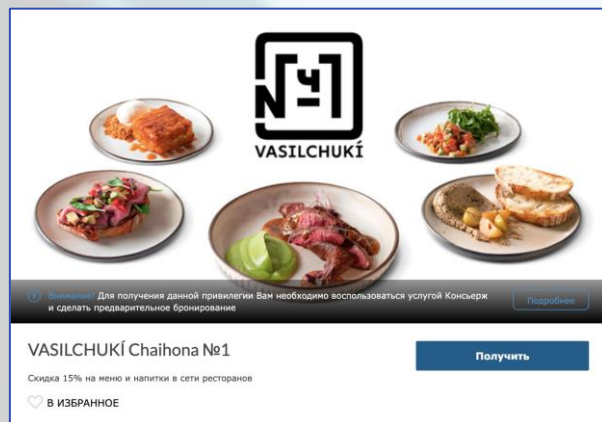 №1
VASILCHUKÍ
Внимание! Для получения данной привилегии Вам необходимо воспользоваться услугой Консьерж
и сделать предварительное бронирование
Подробнее
VASILCHUKÍ Chaihona №1
Получить
Скидка 15% на меню и напитки в сети ресторанов
В ИЗБРАННОЕ